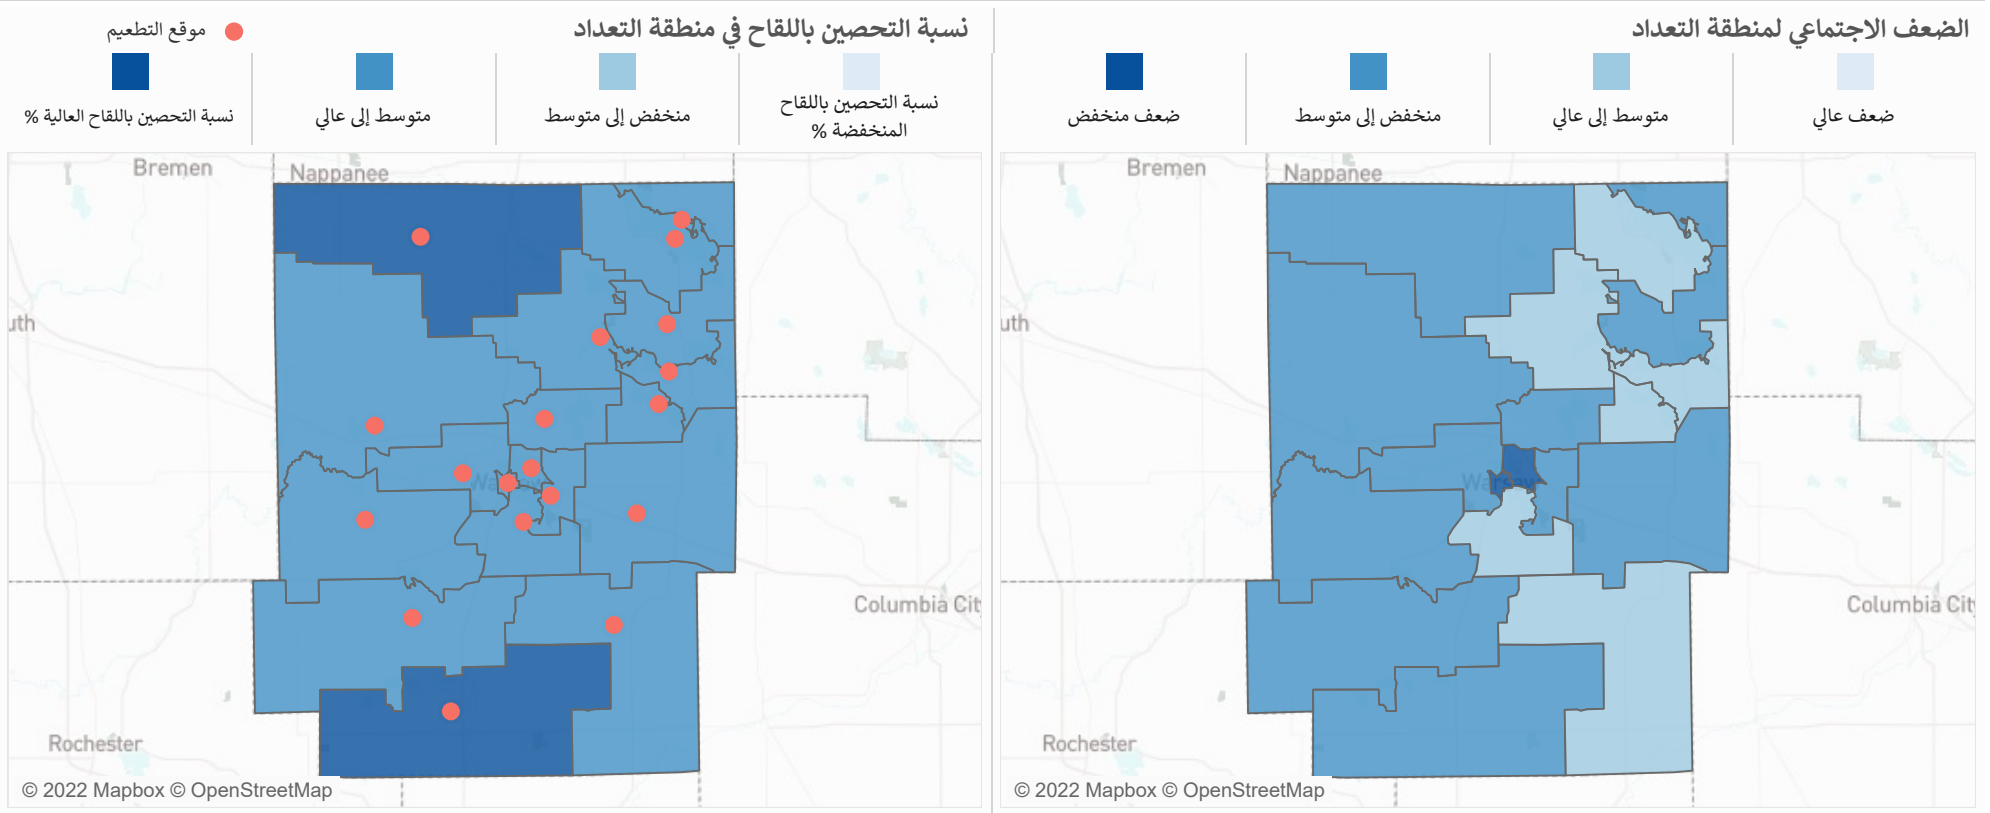 الضعف الاجتماعي لمنطقة التعداد
ضعف عالي
متوسط إلى عالي
منخفض إلى متوسط
ضعف منخفض
Bremen
Nappanee
uth
Warsaw
Columbia City
Rochester
© 2022 Mapbox © OpenStreetMap
نسبة التحصين باللقاح في منطقة التعداد
موقع التطعيم
نسبة التحصين باللقاح
المنخفضة %
منخفض إلى متوسط
متوسط إلى عالي
نسبة التحصين باللقاح العالية %
Bremen
Nappanee
uth
Columbia Cit
Rochester
© 2022 Mapbox © OpenStreetMap